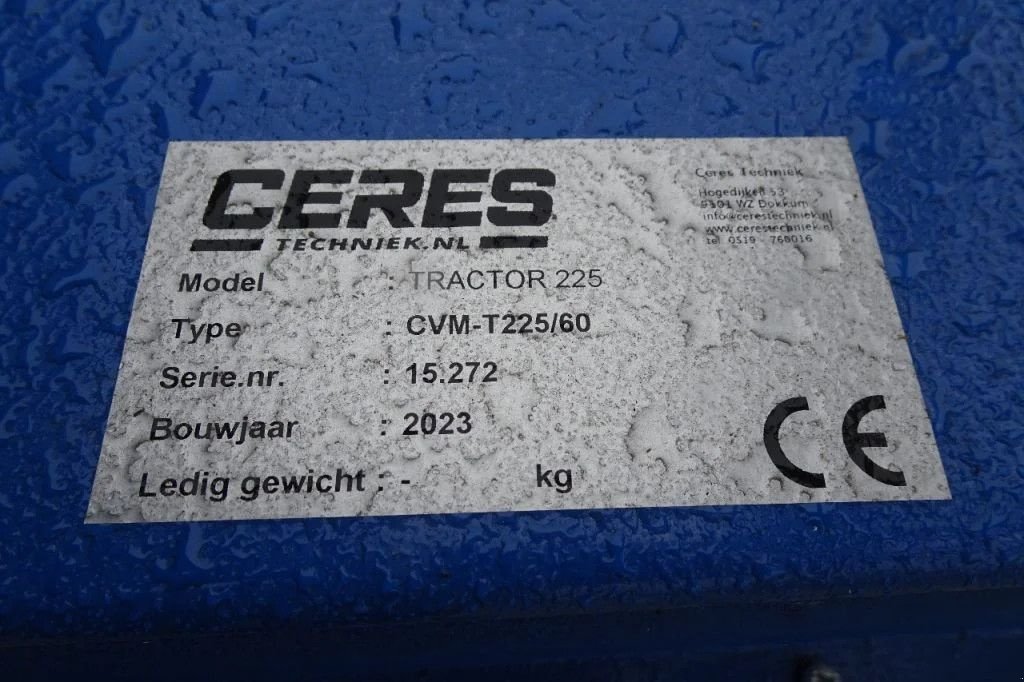 CERES
TECHNIEK.NL
Ceres Techniek
Hogedijken 53
9101 WZ Dokkum
info@cerestechniek.nl
www.cerestechniek.nl
tel. 0519 - 768016
Model : TRACTOR 225
Type : CVM-T225/60
Serie.nr. : 15.272
Bouwjaar : 2023
Ledig gewicht : - kg
CE